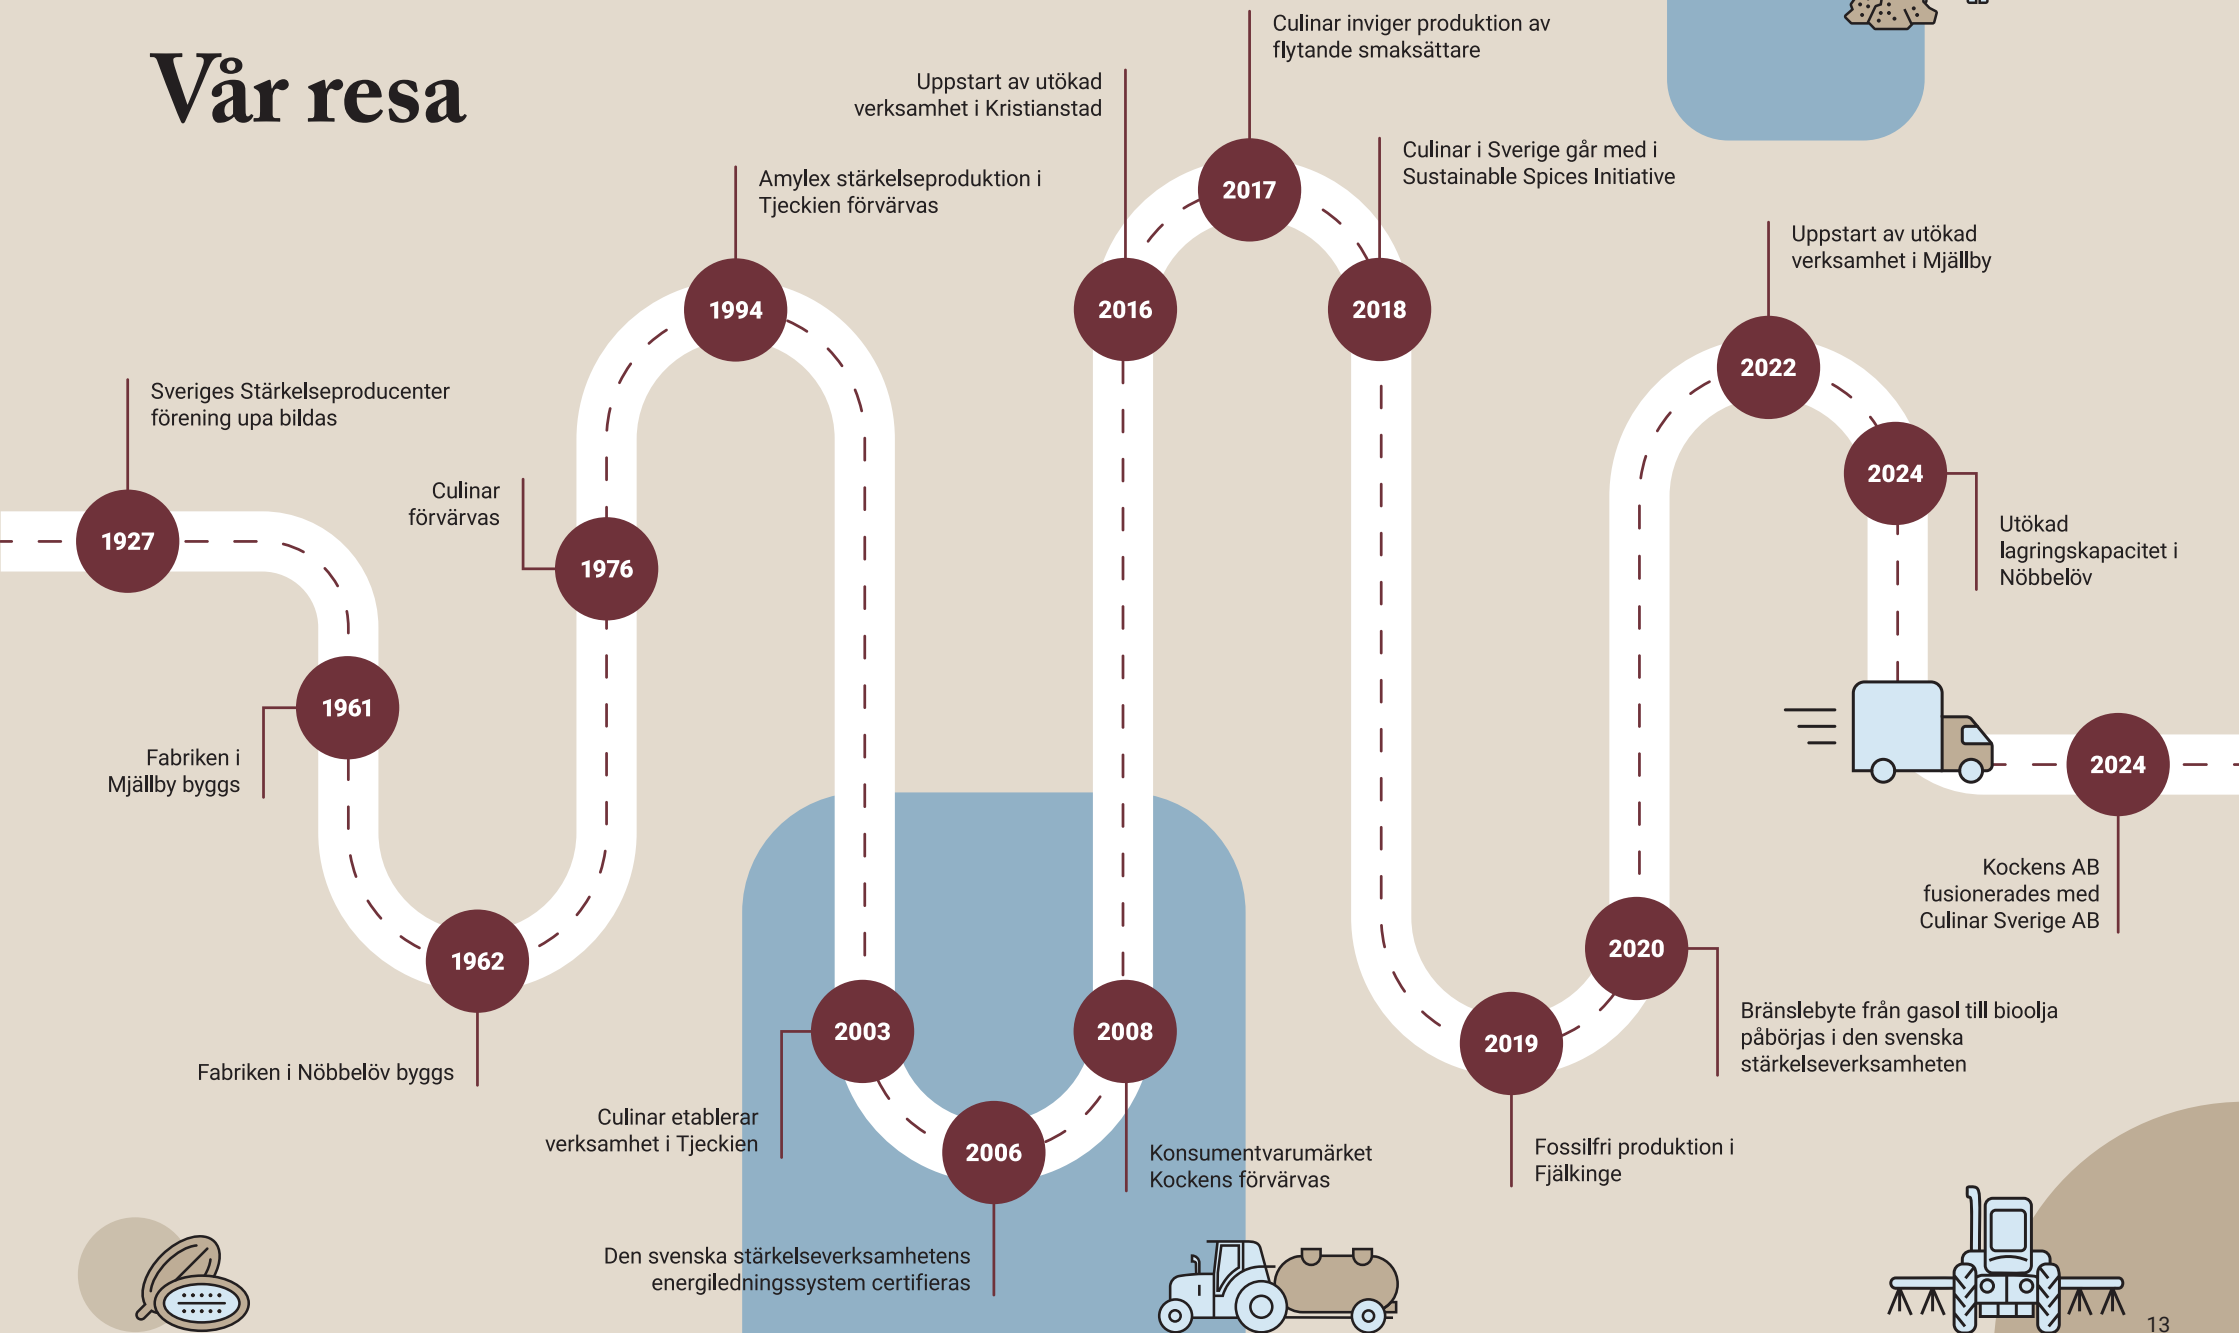 Vår resa
1927
Sveriges Stärkelseproducenter
förening upa bildas
1961
Fabriken i
Mjällby byggs
1962
Fabriken i Nöbbelöv byggs
1976
Culinar
förvärvas
1994
Amylex stärkelseproduktion i
Tjeckien förvärvas
2003
Culinar etablerar
verksamhet i Tjeckien
2006
Den svenska stärkelseverksamhetens
energiledningssystem certifieras
2008
Konsumentvarumärket
Kockens förvärvas
2016
Uppstart av utökad
verksamhet i Kristianstad
2017
Culinar inviger produktion av
flytande smaksättare
2018
Culinar i Sverige går med i
Sustainable Spices Initiative
2019
Fossilfri produktion i
Fjälkinge
2020
Bränslebyte från gasol till bioolja
påbörjas i den svenska
stärkelseverksamheten
2022
Uppstart av utökad
verksamhet i Mjällby
2024
Utökad
lagringskapacitet i
Nöbbelöv
2024
Kockens AB
fusionerades med
Culinar Sverige AB
13